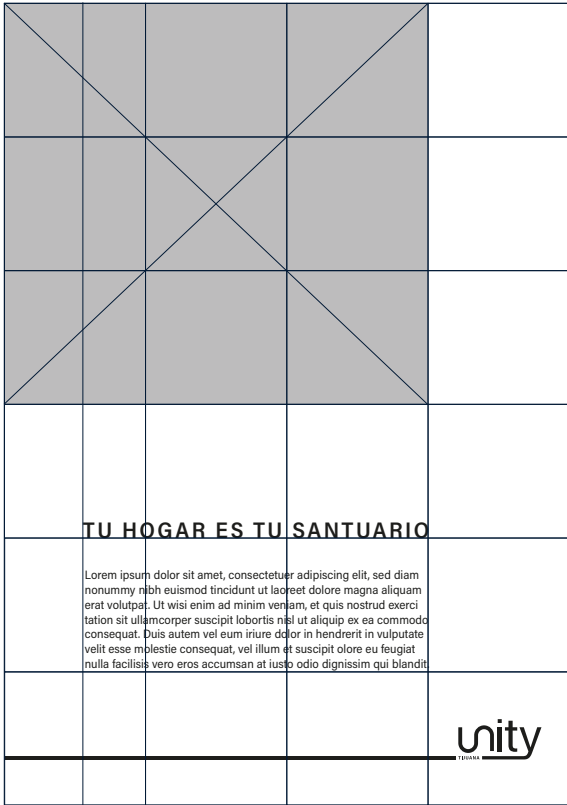 TU HOGAR ES TU SANTUARIO
Lorem ipsum dolor sit amet, consectetuer adipiscing elit, sed diam
nonummy nibh euismod tincidunt ut laoreet dolore magna aliquam
erat volutpat. Ut wisi enim ad minim veniam, et quis nostrud exerci
tation sit ullamcorper suscipit lobortis nisl ut aliquip ex ea commodo
consequat. Duis autem vel eum iriure dolor in hendrerit in vulputate
velit esse molestie consequat, vel illum et suscipit olore eu feugiat
nulla facilisis vero eros accumsan at iusto odio dignissim qui blandit
unity
TIJUANA